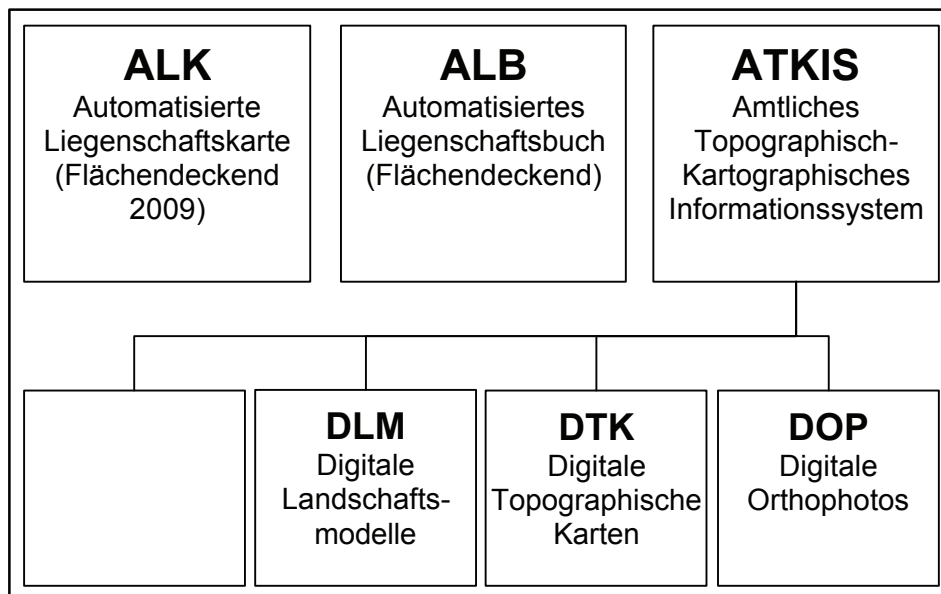 ALK
Automatisierte
Liegenschaftskarte
(Flächendeckend
2009)
ALB
Automatisiertes
Liegenschaftsbuch
(Flächendeckend)
ATKIS
Amtliches
Topographisch-
Kartographisches
Informationssystem
DLM
Digitale
Landschafts-
modelle
DTK
Digitale
Topographische
Karten
DOP
Digitale
Orthophotos